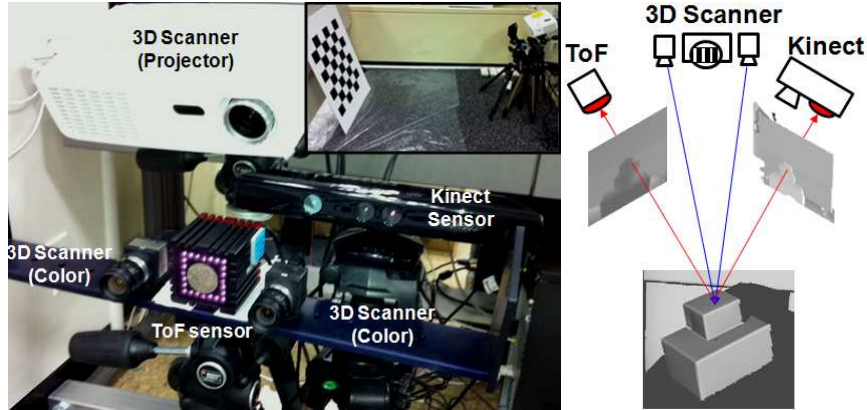 3D Scanner
(Projector)
Kinect
Sensor
3D Scanner
(Color)
ToF sensor
3D Scanner
(Color)
3D Scanner
ToF
Kinect